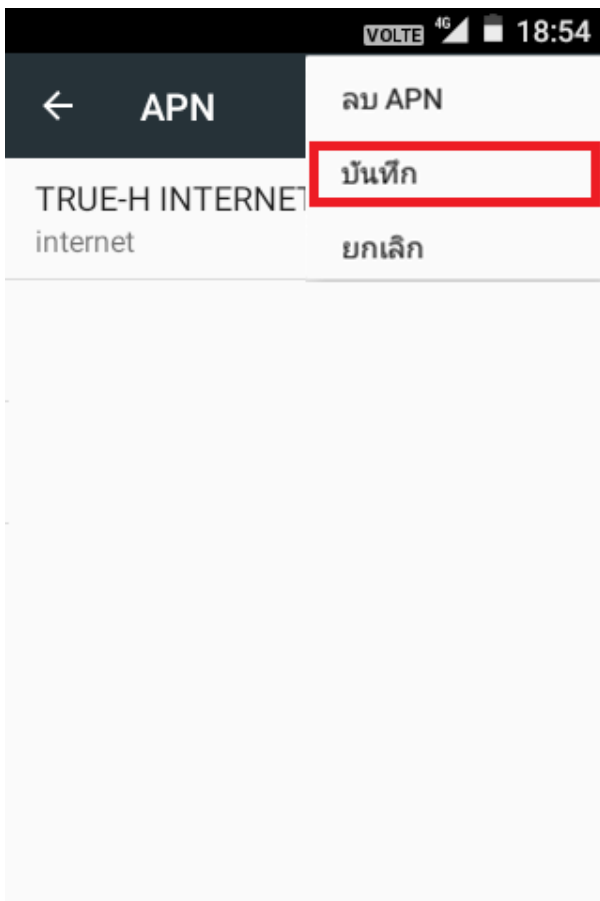 VOLTE 4G 18:54
← APN
ลบ APN
TRUE-H INTERNET
บันทึก
internet
ยกเลิก